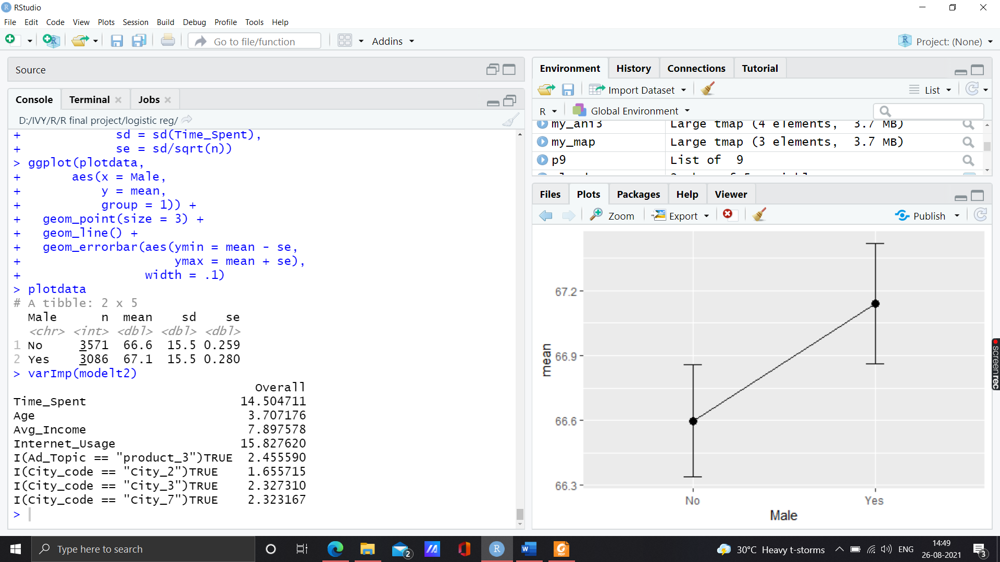 RStudio
File Edit Code View Plots Session Build Debug Profile Tools Help
Go to file/function Addins Project: (None)
Source
Console Terminal Jobs
D:/IVY/R/R final project/logistic reg/
+ sd = sd(Time_Spent),
+ se = sd/sqrt(n))
> ggplot(plotdata,
+ aes(x = Male,
+ y = mean,
+ group = 1)) +
+ geom_point(size = 3) +
+ geom_line() +
+ geom_errorbar(aes(ymin = mean - se,
+ ymax = mean + se),
+ width = .1)
> plotdata
# A tibble: 2 x 5
Male n mean sd se
<chr> <int> <dbl> <dbl> <dbl>
1 No 3571 66.6 15.5 0.259
2 Yes 3086 67.1 15.5 0.280
> varImp(modelt2)
Overall
Time_Spent 14.504711
Age 3.707176
Avg_Income 7.897578
Internet_Usage 15.827620
I(Ad_Topic == "product_3")TRUE 2.455590
I(City_code == "City_2")TRUE 1.655715
I(City_code == "City_3")TRUE 2.327310
I(City_code == "City_7")TRUE 2.323167
>
Environment History Connections Tutorial
Import Dataset List
R Global Environment
my_ani3 Large tmap (4 elements, 3.7 MB)
my_map Large tmap (3 elements, 3.7 MB)
p9 List of 9
Files Plots Packages Help Viewer
Zoom Export Publish
67.2
66.9
66.6
66.3
mean
No Yes
Male
screenrec
Type here to search
2
30°C Heavy t-storms ENG
14:49
26-08-2021
3